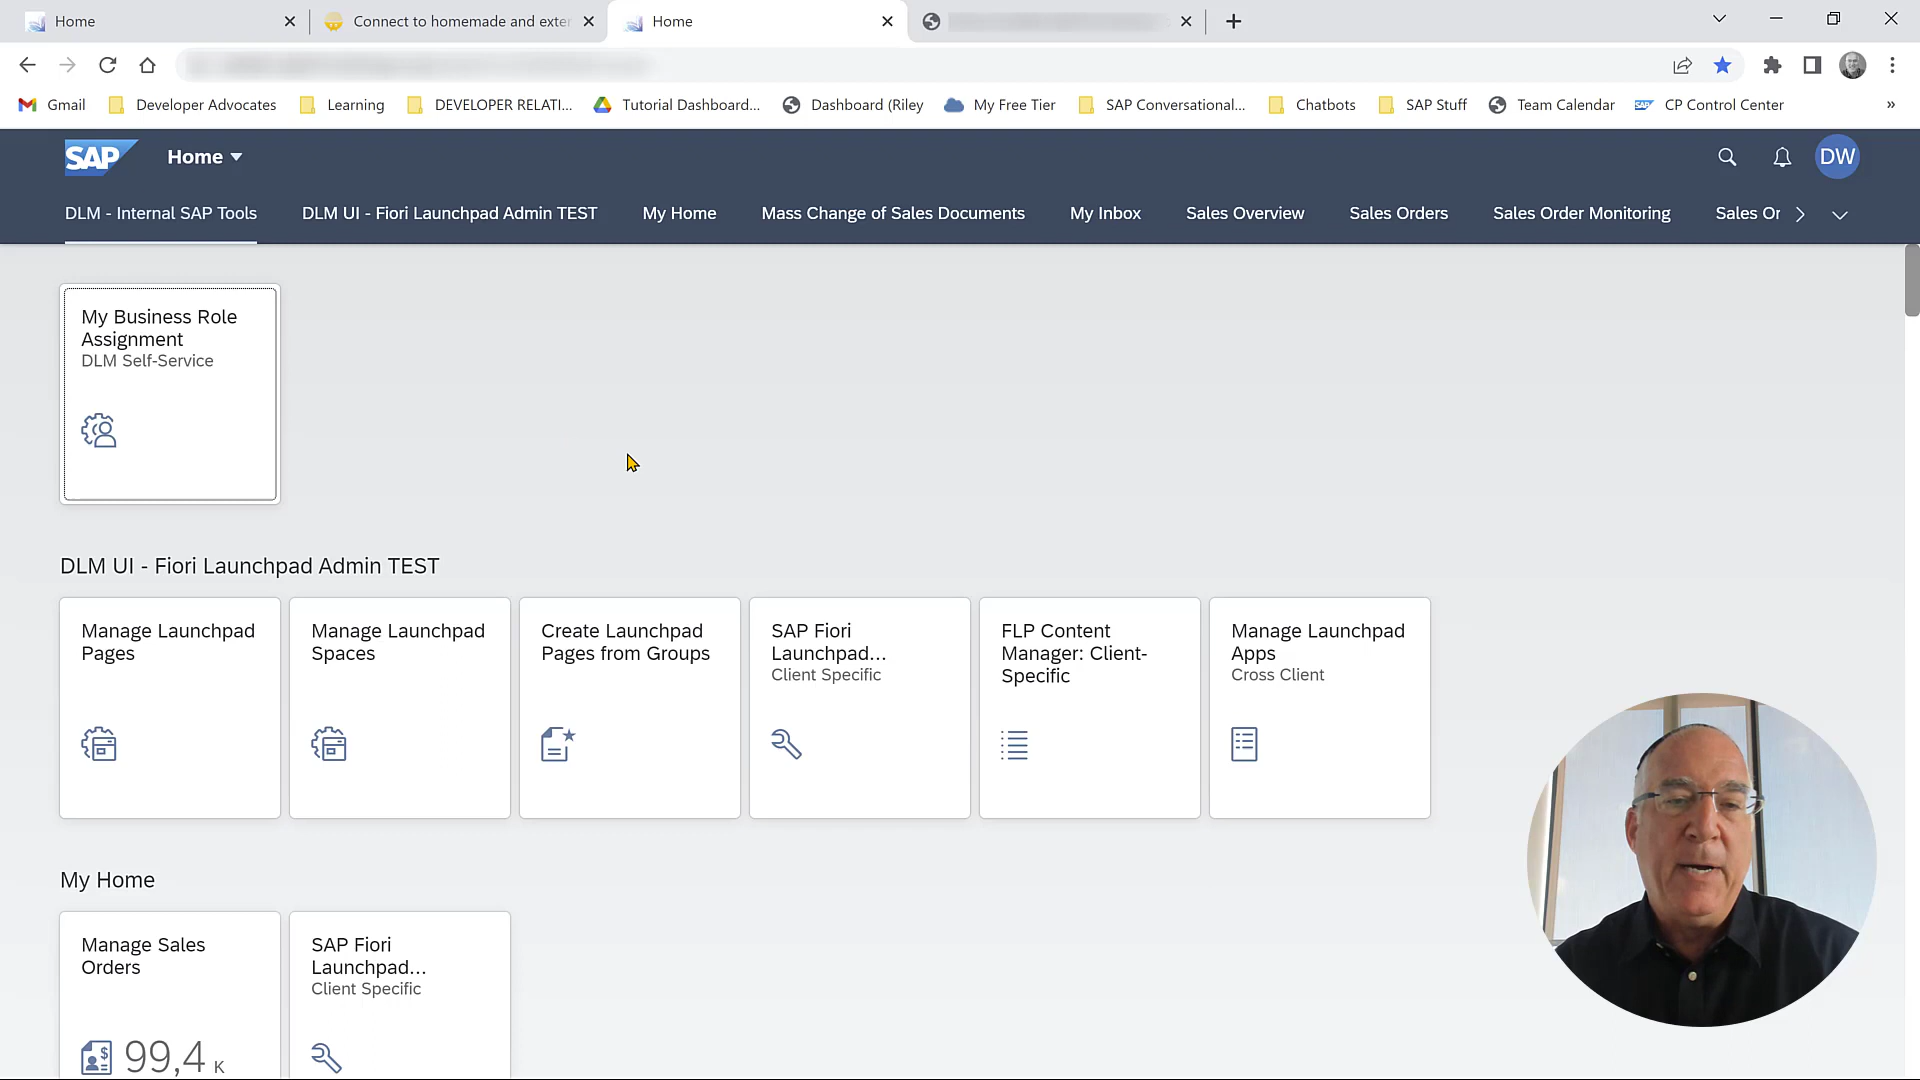 Home
Connect to homemade and exter
Home
Gmail
Developer Advocates
Learning
DEVELOPER RELATI...
Tutorial Dashboard...
Dashboard (Riley
My Free Tier
SAP Conversational...
Chatbots
SAP Stuff
Team Calendar
SAP
CP Control Center
»
SAP
Home
DW
DLM - Internal SAP Tools
DLM UI - Fiori Launchpad Admin TEST
My Home
Mass Change of Sales Documents
My Inbox
Sales Overview
Sales Orders
Sales Order Monitoring
Sales Or
My Business Role
Assignment
DLM Self-Service
DLM UI - Fiori Launchpad Admin TEST
Manage Launchpad
Pages
Manage Launchpad
Spaces
Create Launchpad
Pages from Groups
SAP Fiori
Launchpad...
Client Specific
FLP Content
Manager: Client-
Specific
Manage Launchpad
Apps
Cross Client
My Home
Manage Sales
Orders
99,4 K
SAP Fiori
Launchpad...
Client Specific